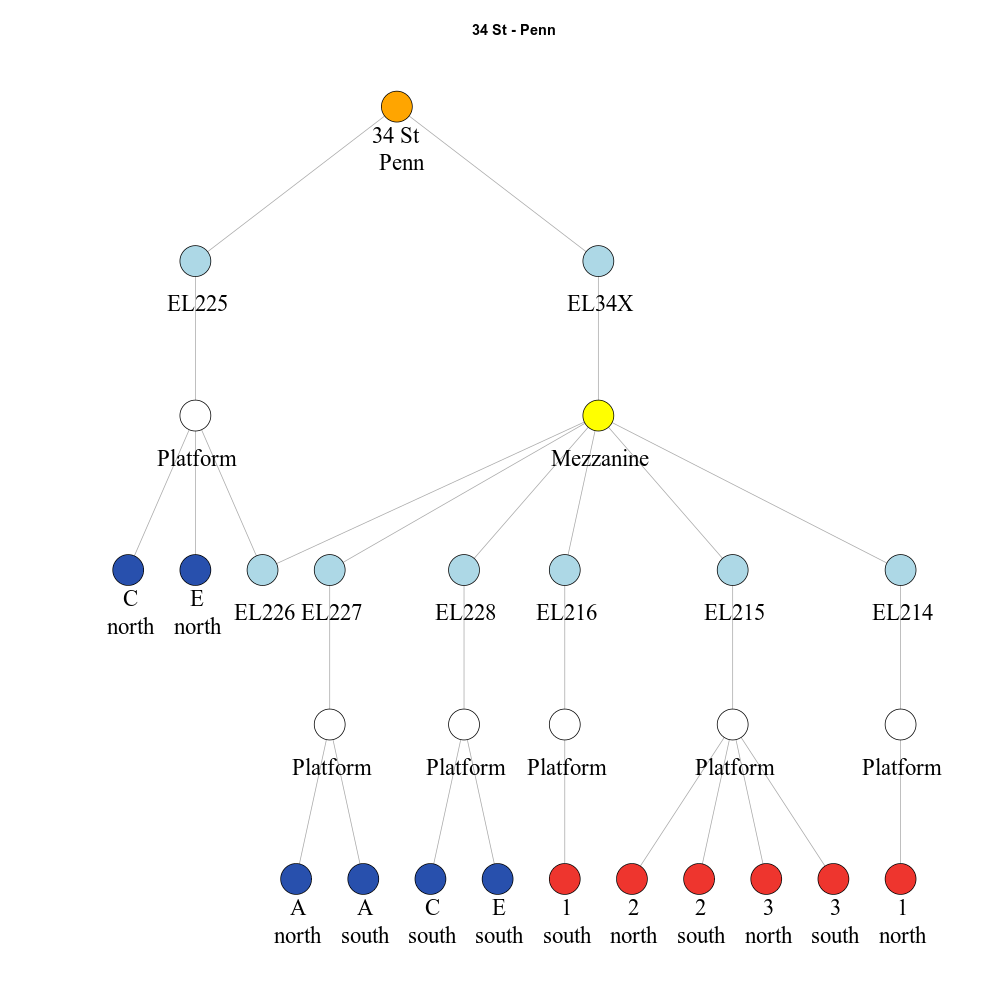 34 St - Penn
34 St
Penn
EL225
EL34X
Platform
Mezzanine
C
north
E
north
EL226
EL227
EL228
EL216
EL215
EL214
Platform
Platform
Platform
Platform
Platform
A
north
A
south
C
south
E
south
1
south
2
north
2
south
3
north
3
south
1
north